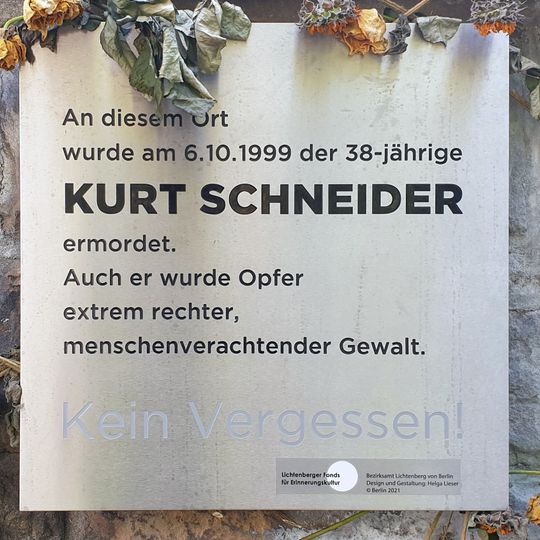 An diesem Ort
wurde am 6.10.1999 der 38-jährige
KURT SCHNEIDER
ermordet.
Auch er wurde Opfer
extrem rechter,
menschenverachtender Gewalt.
Kein Vergessen!
Lichtenberger Fonds
für Erinnerungskultur
Bezirksamt Lichtenberg von Berlin
Design und Gestaltung: Helga Lieser
© Berlin 2021